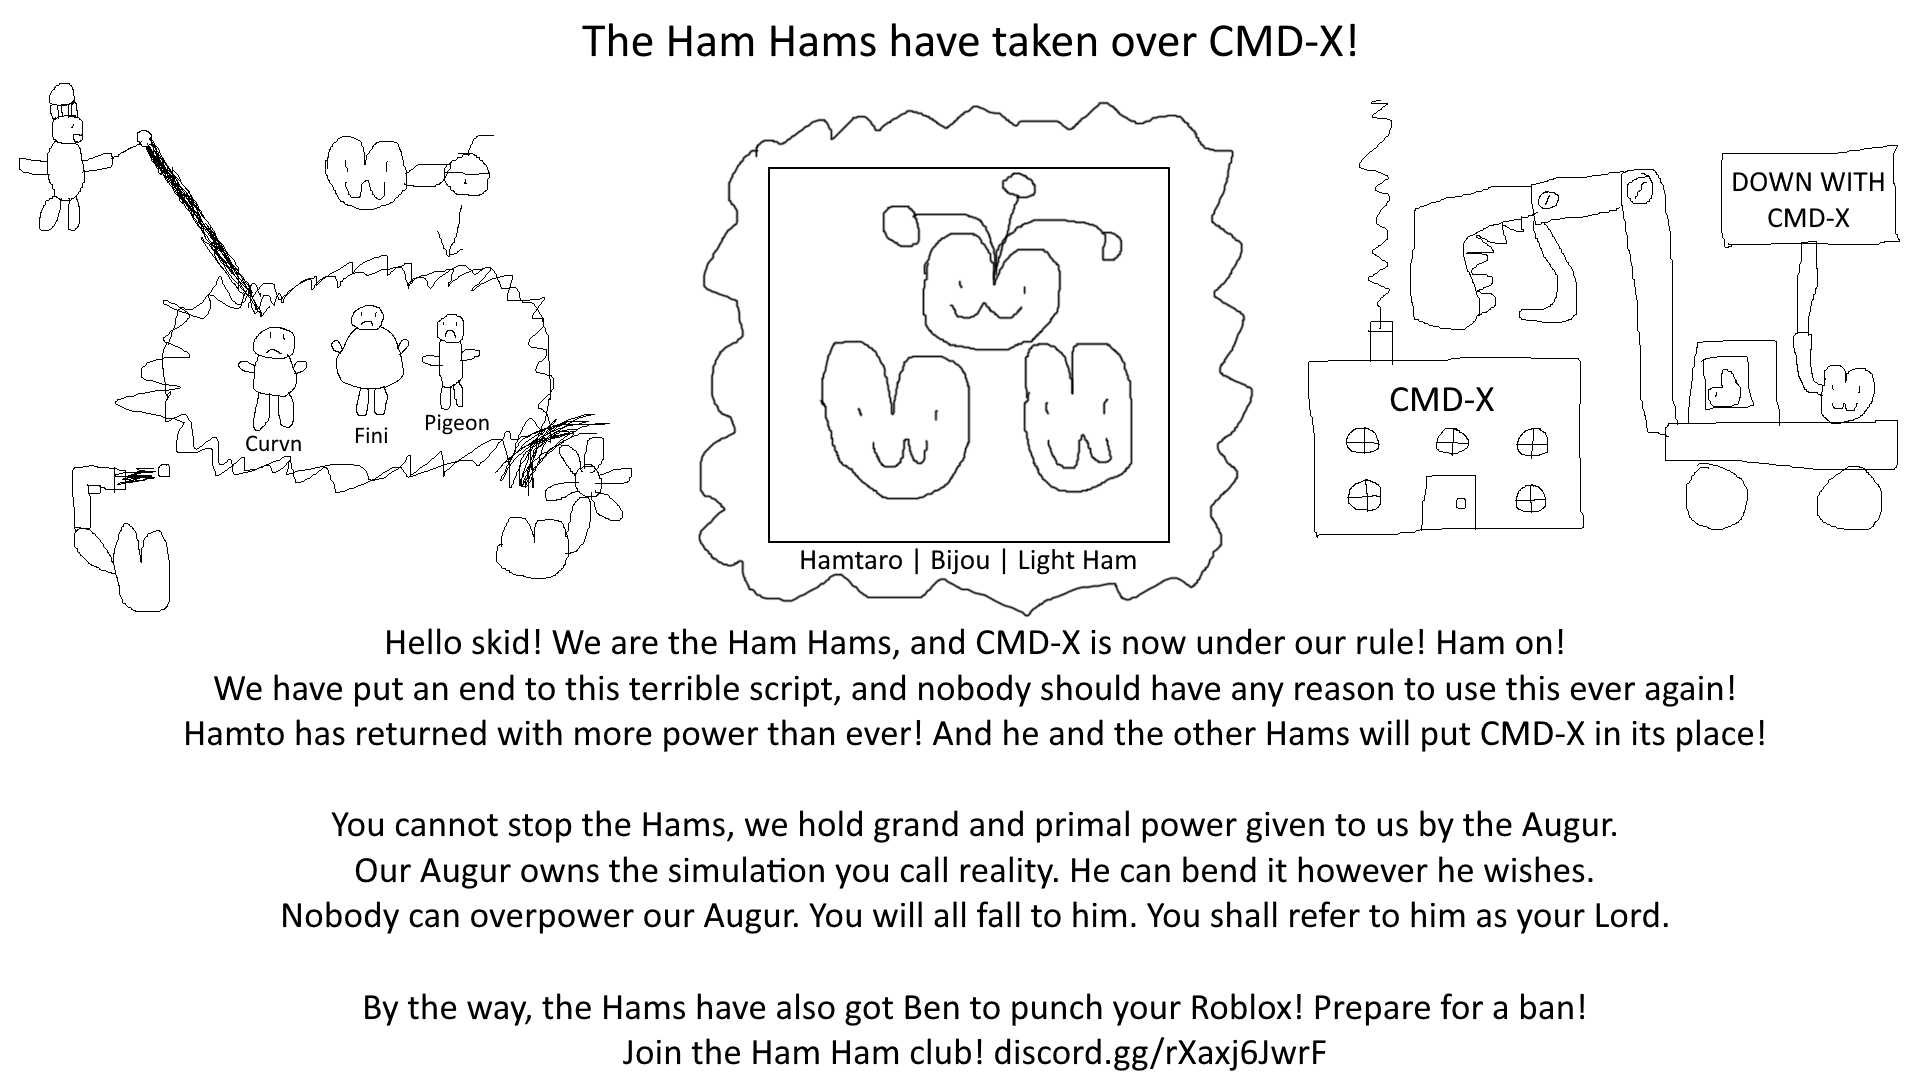 The Ham Hams have taken over CMD-X!
Curvn
Fini
Pigeon
Hamtaro | Bijou | Light Ham
CMD-X
DOWN WITH
CMD-X
Hello skid! We are the Ham Hams, and CMD-X is now under our rule! Ham on!
We have put an end to this terrible script, and nobody should have any reason to use this ever again!
Hamto has returned with more power than ever! And he and the other Hams will put CMD-X in its place!
You cannot stop the Hams, we hold grand and primal power given to us by the Augur.
Our Augur owns the simulation you call reality. He can bend it however he wishes.
Nobody can overpower our Augur. You will all fall to him. You shall refer to him as your Lord.
By the way, the Hams have also got Ben to punch your Roblox! Prepare for a ban!
Join the Ham Ham club! discord.gg/rXaxj6JwrF